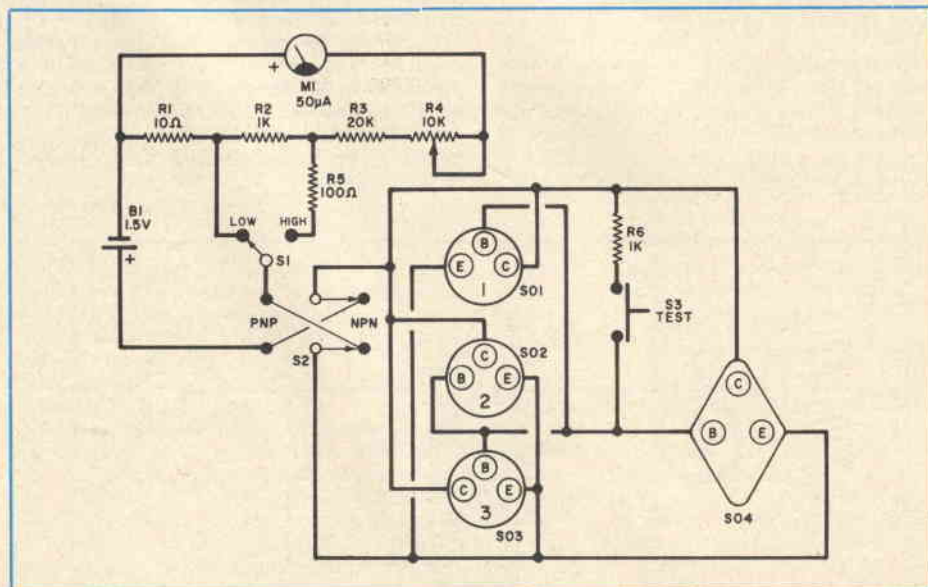 +
M1
50µA
R1
10Ω
R2
1K
R3
20K
R4
10K
R5
100Ω
B1
1.5V
+
LOW
HIGH
S1
PNP
NPN
S2
B
E
C
1
SO1
C
B
E
2
SO2
B
C
E
3
SO3
R6
1K
S3
TEST
C
B
E
SO4